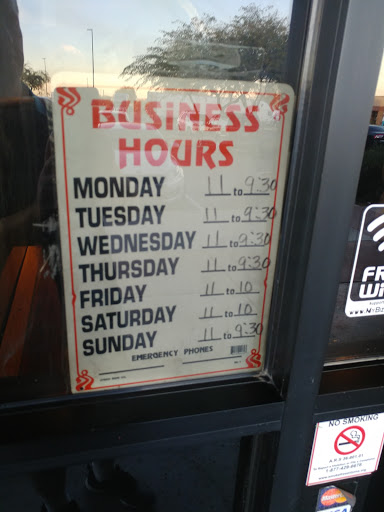 BUSINESS
HOURS
MONDAY 11 to 9:30
TUESDAY 11 to 9:30
WEDNESDAY 11 to 9:30
THURSDAY 11 to 9:30
FRIDAY 11 to 10
SATURDAY 11 to 10
SUNDAY 11 to 9:30
EMERGENCY PHONES
FR
Wi
NO SMOKING